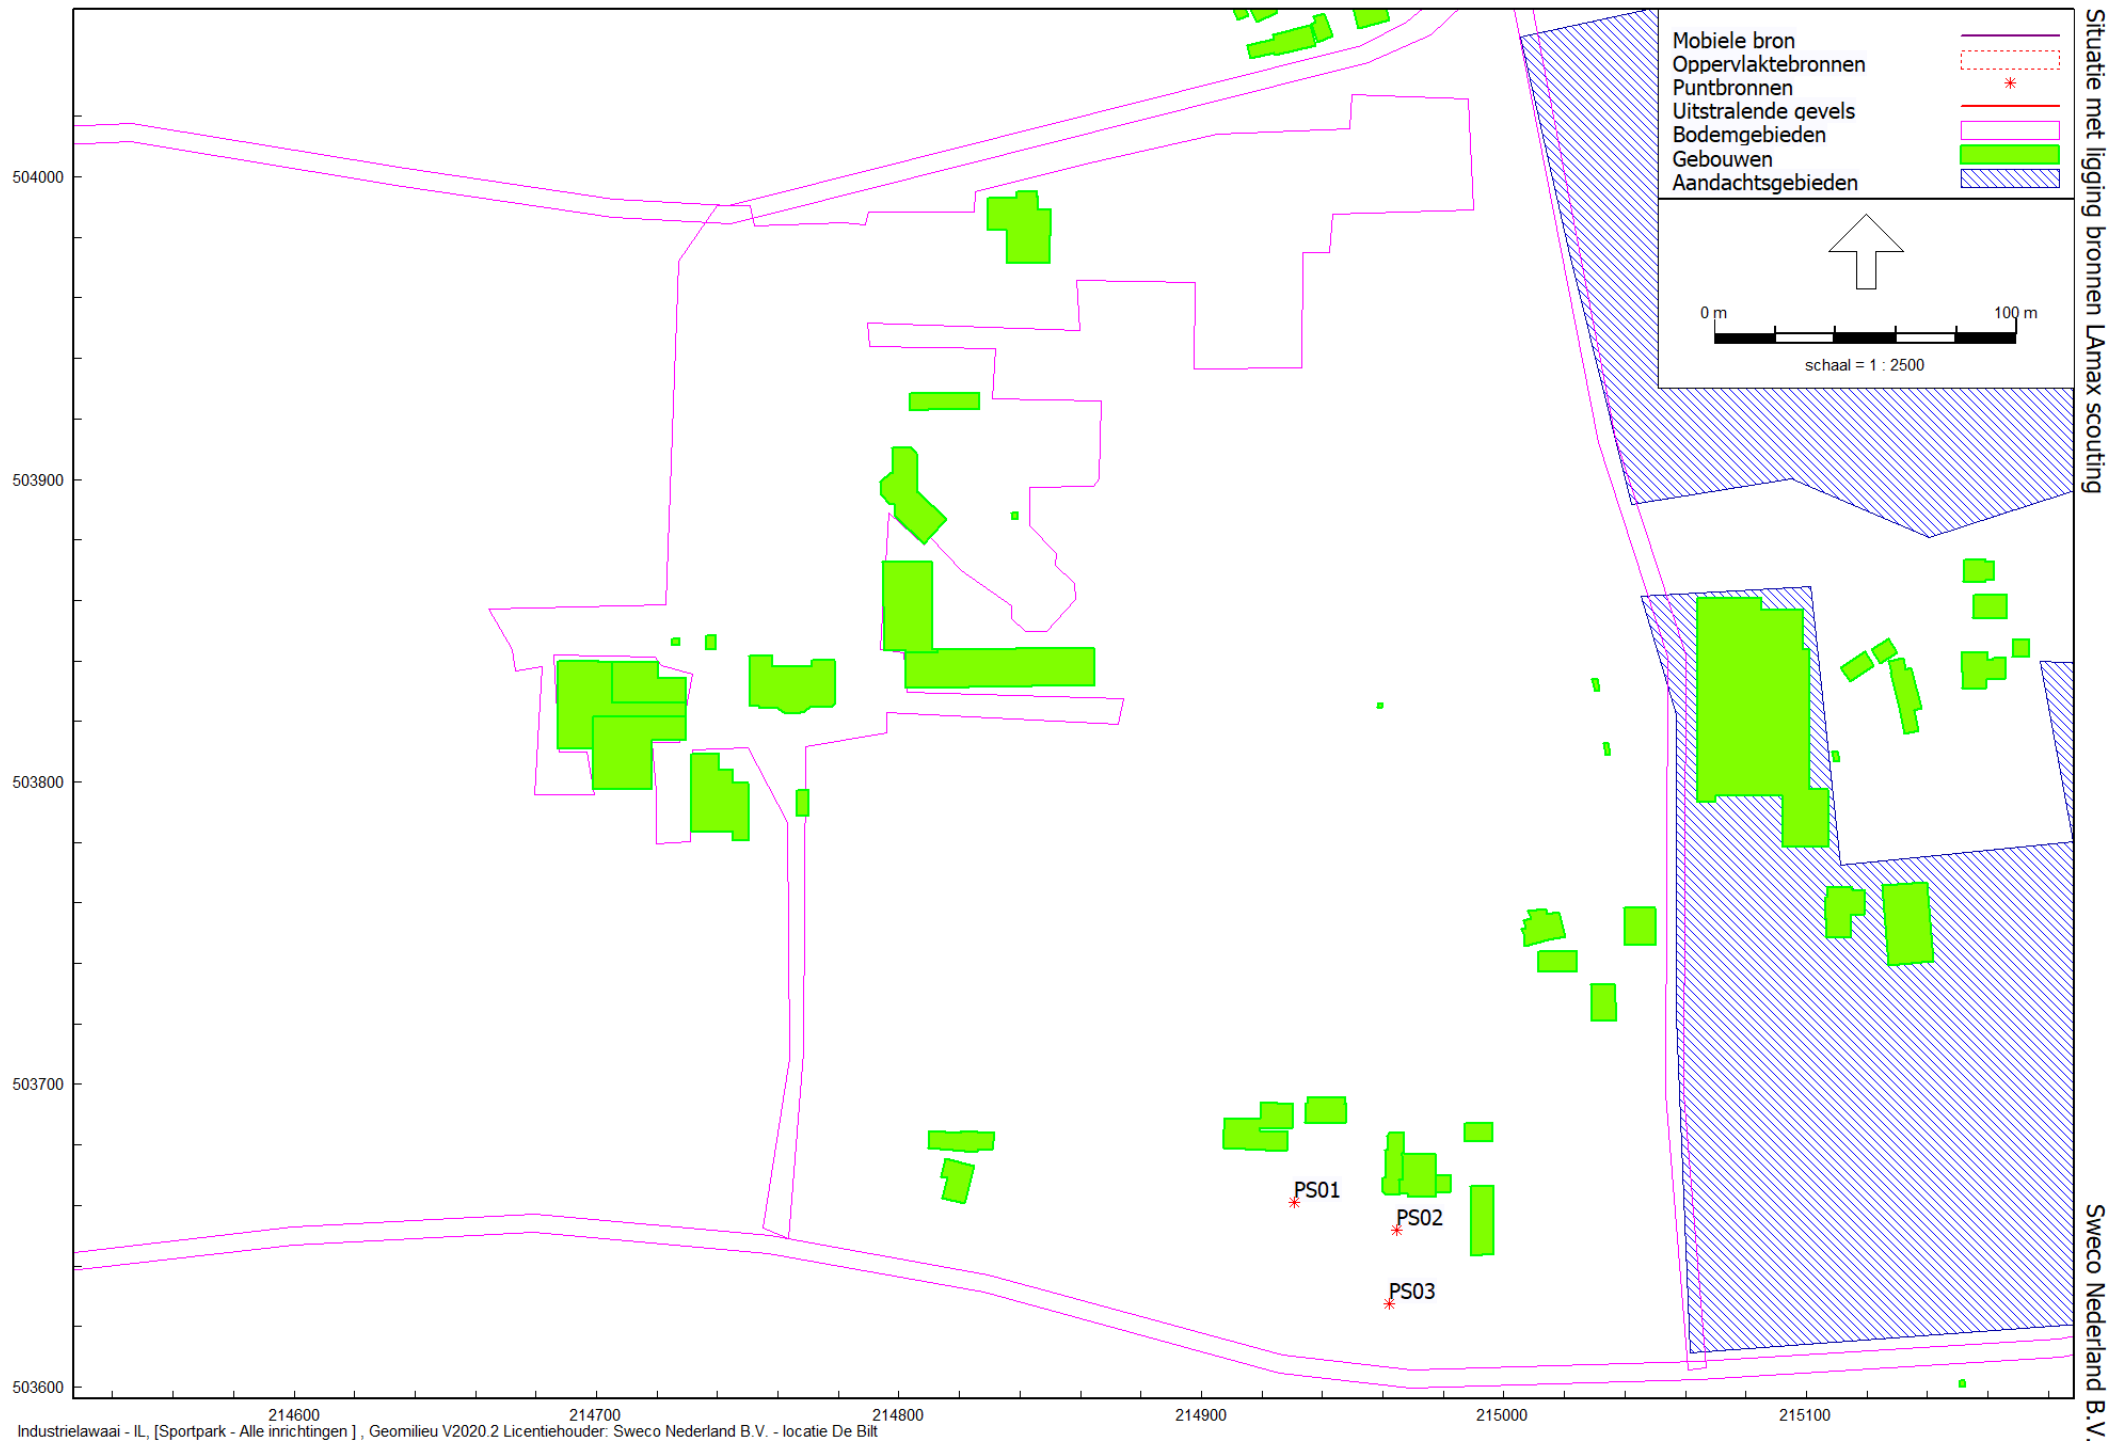 Situatie met ligging bronnen LAmax scouting
Mobiele bron
Oppervlaktebronnen
Puntbronnen
Uitstralende gevels
Bodemgebieden
Gebouwen
Aandachtsgebieden
0 m
100 m
schaal = 1 : 2500
504000
503900
503800
503700
503600
PS01
PS02
PS03
214600
214700
214800
214900
215000
215100
Sweco Nederland B.V.
Industrielawaai - IL, [Sportpark - Alle inrichtingen ] , Geomilieu V2020.2 Licentiehouder: Sweco Nederland B.V. - locatie De Bilt